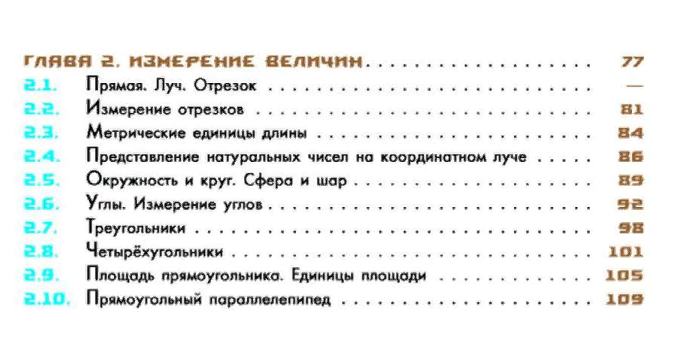 ГЛАВА 2. ИЗМЕРЕНИЕ ВЕЛИЧИН . . . . . . . . . . . . . . . . . . . 77
2.1. Прямая. Луч. Отрезок . . . . . . . . . . . . . . . . . . . . . . . . . . . —
2.2. Измерение отрезков . . . . . . . . . . . . . . . . . . . . . . . . . . . . 81
2.3. Метрические единицы длины . . . . . . . . . . . . . . . . . . . . . . . 84
2.4. Представление натуральных чисел на координатном луче . . . . . 86
2.5. Окружность и круг. Сфера и шар . . . . . . . . . . . . . . . . . . . . 89
2.6. Углы. Измерение углов . . . . . . . . . . . . . . . . . . . . . . . . . . . 92
2.7. Треугольники . . . . . . . . . . . . . . . . . . . . . . . . . . . . . . . . . 98
2.8. Четырёхугольники . . . . . . . . . . . . . . . . . . . . . . . . . . . . . . 101
2.9. Площадь прямоугольника. Единицы площади . . . . . . . . . . . . . 105
2.10. Прямоугольный параллелепипед . . . . . . . . . . . . . . . . . . . . . 109